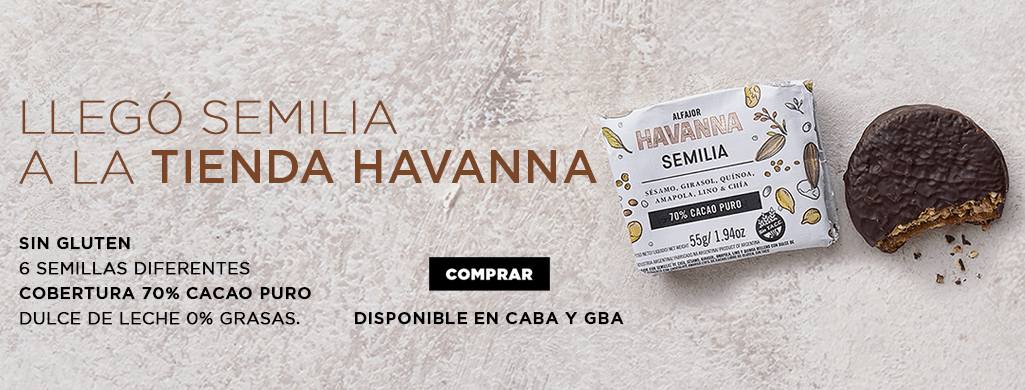 LLEGÓ SEMILIA
A LA TIENDA HAVANNA
SIN GLUTEN
6 SEMILLAS DIFERENTES
COBERTURA 70% CACAO PURO
DULCE DE LECHE 0% GRASAS.
COMPRAR
DISPONIBLE EN CABA Y GBA
ALFAJOR
HAVANNA
SEMILIA
SÉSAMO, GIRASOL, QUÍNOA,
AMAPOLA, LINO & CHÍA
70% CACAO PURO
55g/ 1.94oz
SIN T.A.C.C.